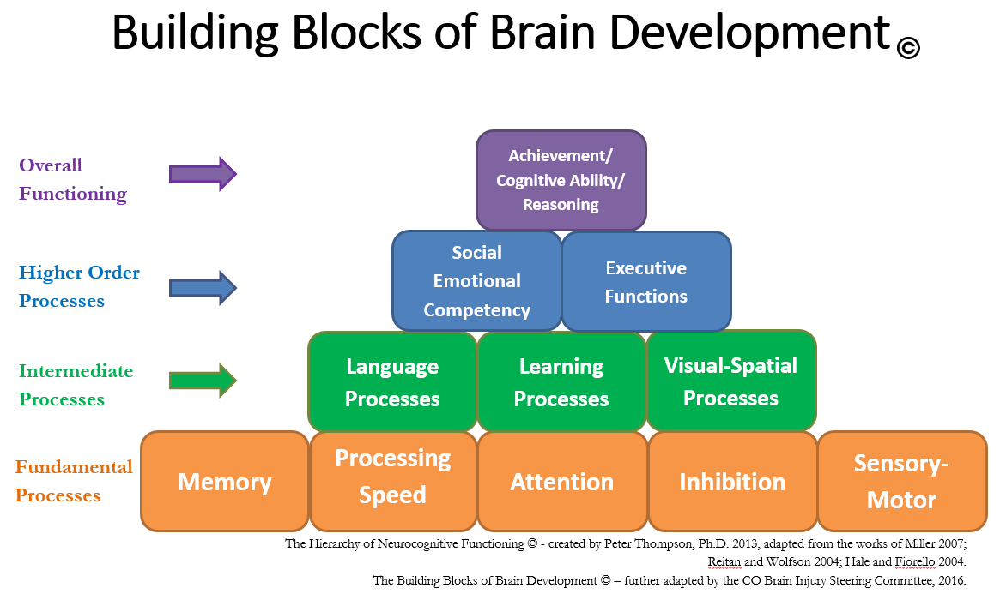 Building Blocks of Brain Development ©
Overall
Functioning
Achievement/
Cognitive Ability/
Reasoning
Higher Order
Processes
Social
Emotional
Competency
Executive
Functions
Intermediate
Processes
Language
Processes
Learning
Processes
Visual-Spatial
Processes
Fundamental
Processes
Memory
Processing
Speed
Attention
Inhibition
Sensory-
Motor
The Hierarchy of Neurocognitive Functioning © - created by Peter Thompson, Ph.D. 2013, adapted from the works of Miller 2007;
Reitan and Wolfson 2004; Hale and Fiorello 2004.
The Building Blocks of Brain Development © – further adapted by the CO Brain Injury Steering Committee, 2016.